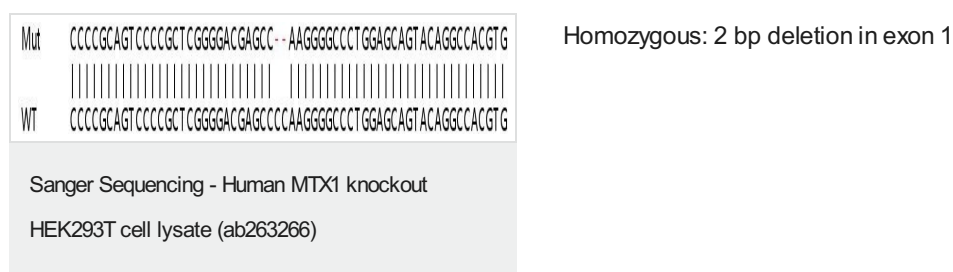 Mut CCCCGCAGTCCCCGCTCGGGGACGAGCC--AAGGGGCCCTGGAGCAGTACAGGCCACGTG
WT CCCCGCAGTCCCCGCTCGGGGACGAGCCCCAAGGGGCCCTGGAGCAGTACAGGCCACGTG
Homozygous: 2 bp deletion in exon 1
Sanger Sequencing - Human MTX1 knockout
HEK293T cell lysate (ab263266)